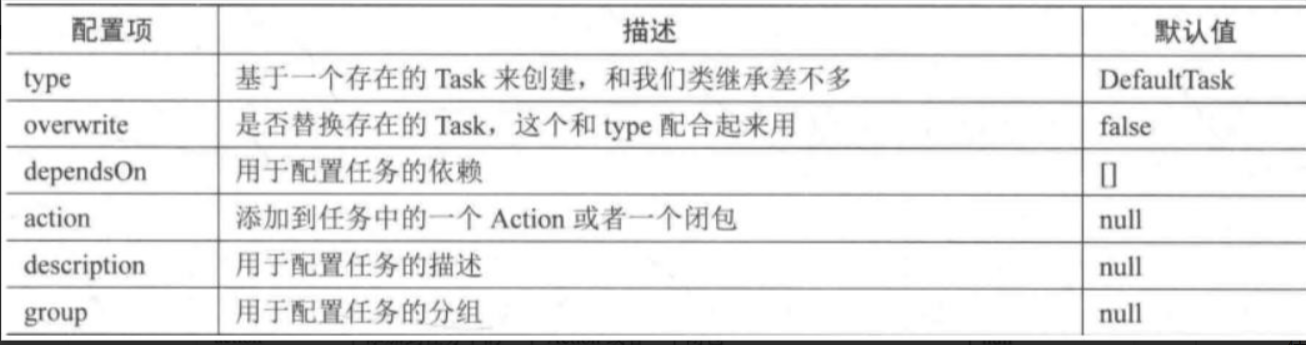 配置项 描述 默认值
type 基于一个存在的 Task 来创建，和我们类继承差不多 DefaultTask
overwrite 是否替换存在的 Task，这个和 type 配合起来用 false
dependsOn 用于配置任务的依赖 []
action 添加到任务中的一个 Action 或者一个闭包 null
description 用于配置任务的描述 null
group 用于配置任务的分组 null